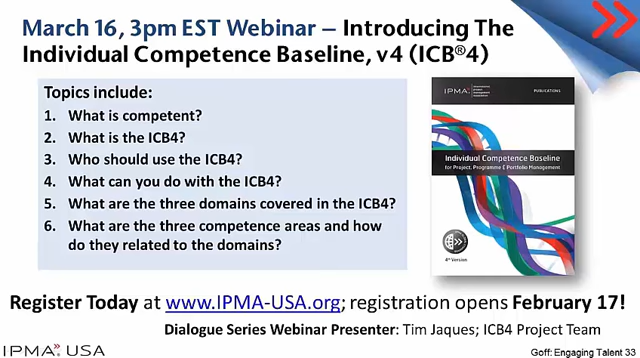 March 16, 3pm EST Webinar – Introducing The
Individual Competence Baseline, v4 (ICB®4)
Topics include:
1. What is competent?
2. What is the ICB4?
3. Who should use the ICB4?
4. What can you do with the ICB4?
5. What are the three domains covered in the ICB4?
6. What are the three competence areas and how
do they related to the domains?
IPMA
PUBLICATIONS
Individual Competence Baseline
for Project, Programme & Portfolio Management
4th Version
Register Today at www.IPMA-USA.org; registration opens February 17!
Dialogue Series Webinar Presenter: Tim Jaques; ICB4 Project Team
IPMA USA
Goff: Engaging Talent 33